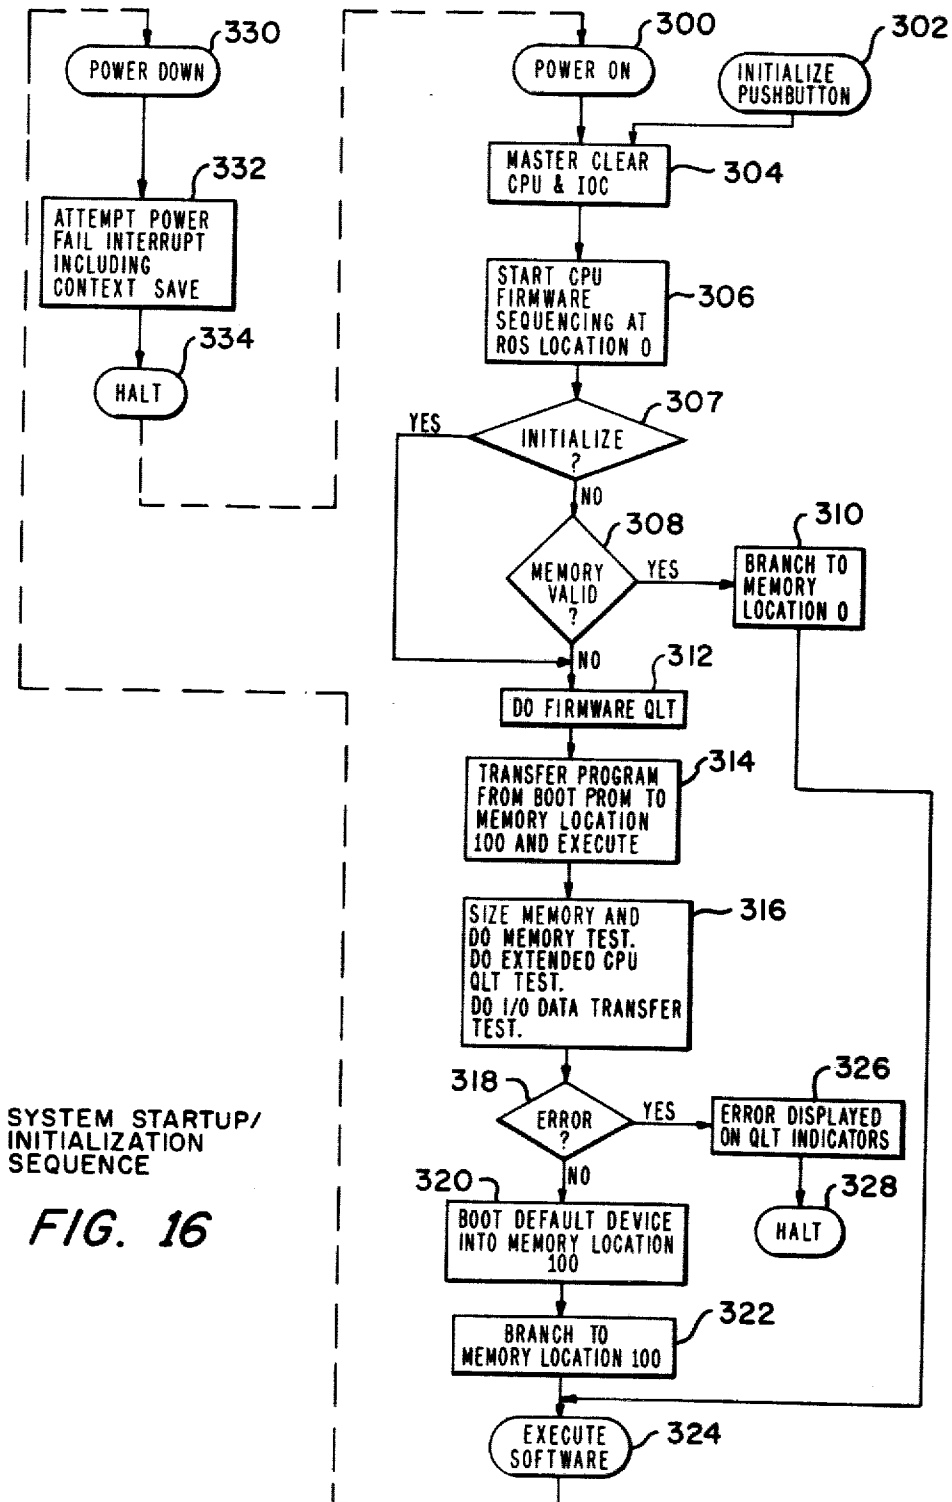 330
POWER DOWN
332
ATTEMPT POWER
FAIL INTERRUPT
INCLUDING
CONTEXT SAVE
334
HALT
300
POWER ON
302
INITIALIZE
PUSHBUTTON
MASTER CLEAR
CPU & IOC
304
START CPU
FIRMWARE
SEQUENCING AT
ROS LOCATION 0
306
307
YES
INITIALIZE
?
NO
308
MEMORY
VALID
?
YES
310
BRANCH TO
MEMORY
LOCATION 0
NO
312
DO FIRMWARE QLT
314
TRANSFER PROGRAM
FROM BOOT PROM TO
MEMORY LOCATION
100 AND EXECUTE
316
SIZE MEMORY AND
DO MEMORY TEST.
DO EXTENDED CPU
QLT TEST.
DO I/O DATA TRANSFER
TEST.
318
ERROR
?
YES
326
ERROR DISPLAYED
ON QLT INDICATORS
328
HALT
NO
320
BOOT DEFAULT DEVICE
INTO MEMORY LOCATION
100
322
BRANCH TO
MEMORY LOCATION 100
EXECUTE
SOFTWARE
324
SYSTEM STARTUP/
INITIALIZATION
SEQUENCE
FIG. 16